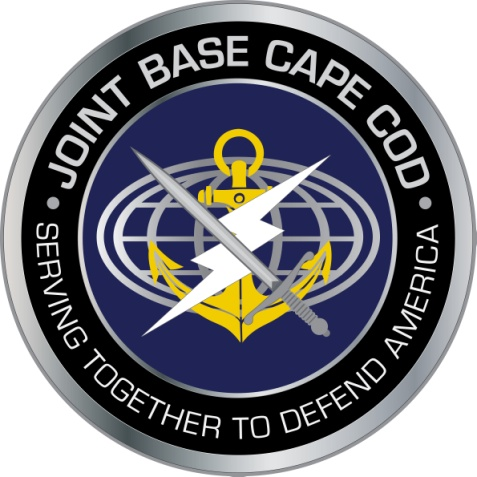 JOINT BASE CAPE COD
SERVING TOGETHER TO DEFEND AMERICA